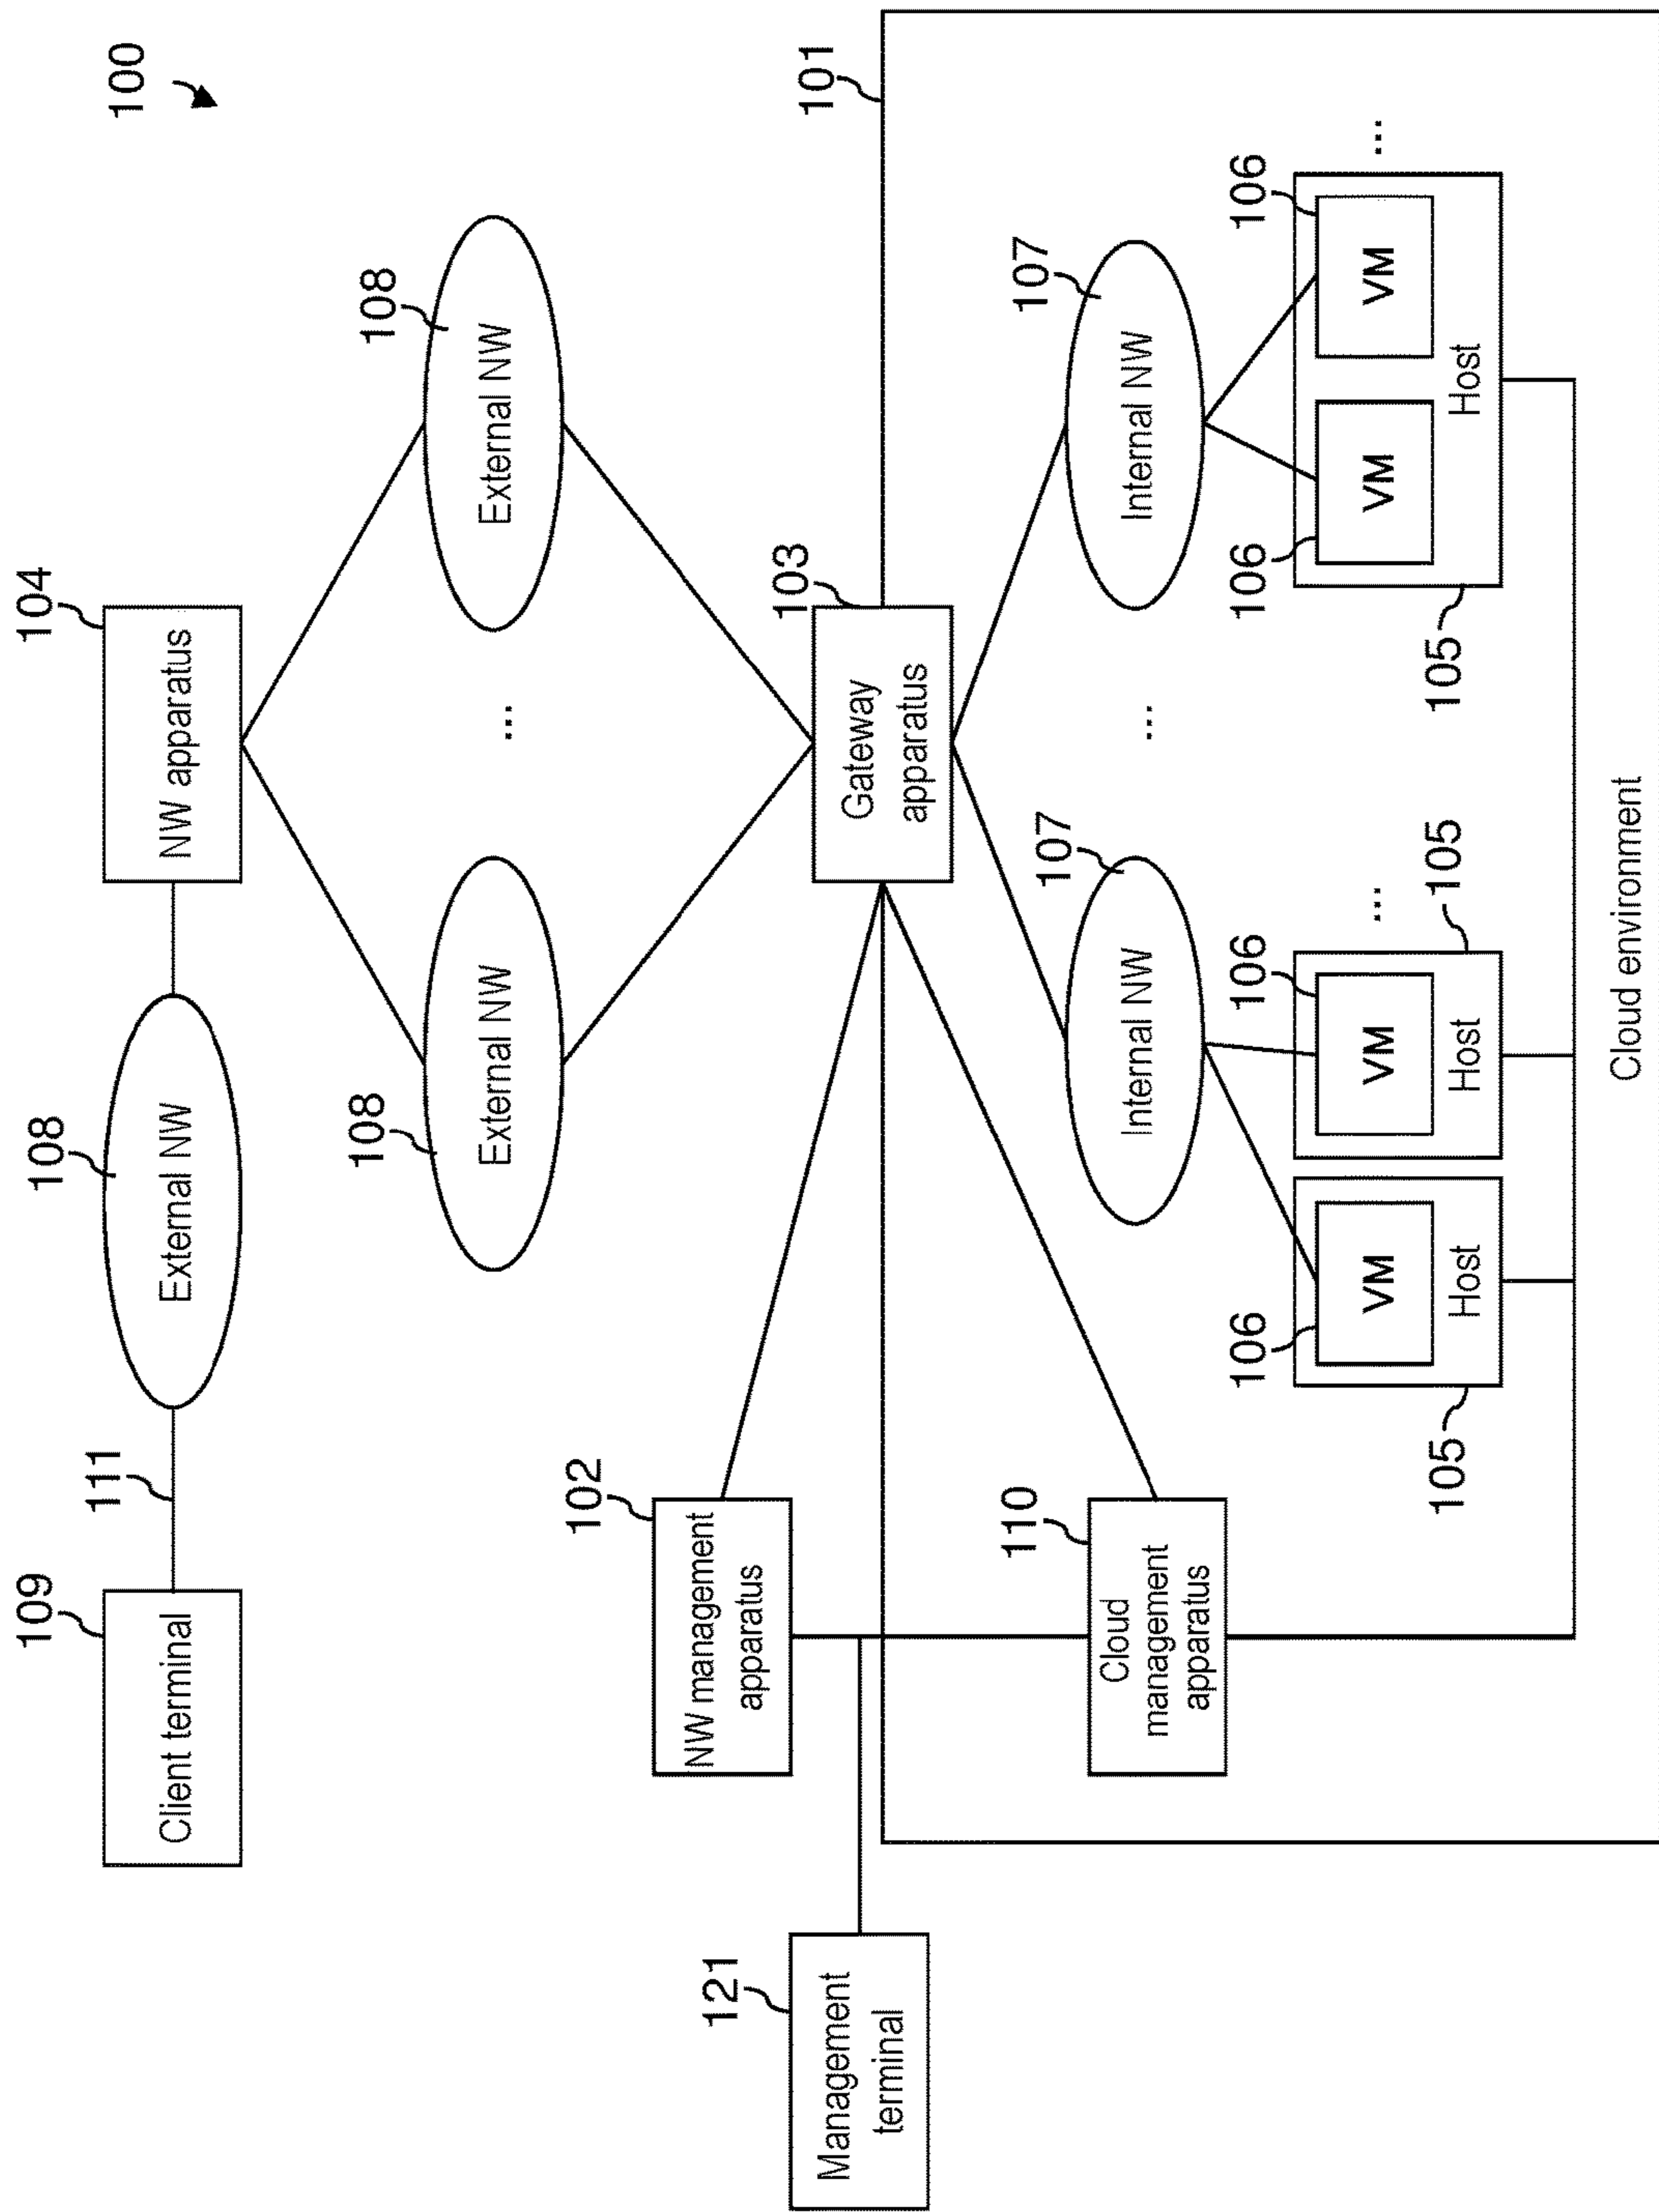 100
109
Client terminal
111
108
External NW
104
NW apparatus
108
External NW
...
108
External NW
102
NW management
apparatus
121
Management
terminal
103
Gateway
apparatus
101
110
Cloud
management
apparatus
107
Internal NW
...
107
Internal NW
106
VM
Host
105
106
VM
Host
105
...
106
VM
106
VM
Host
105
...
Cloud environment